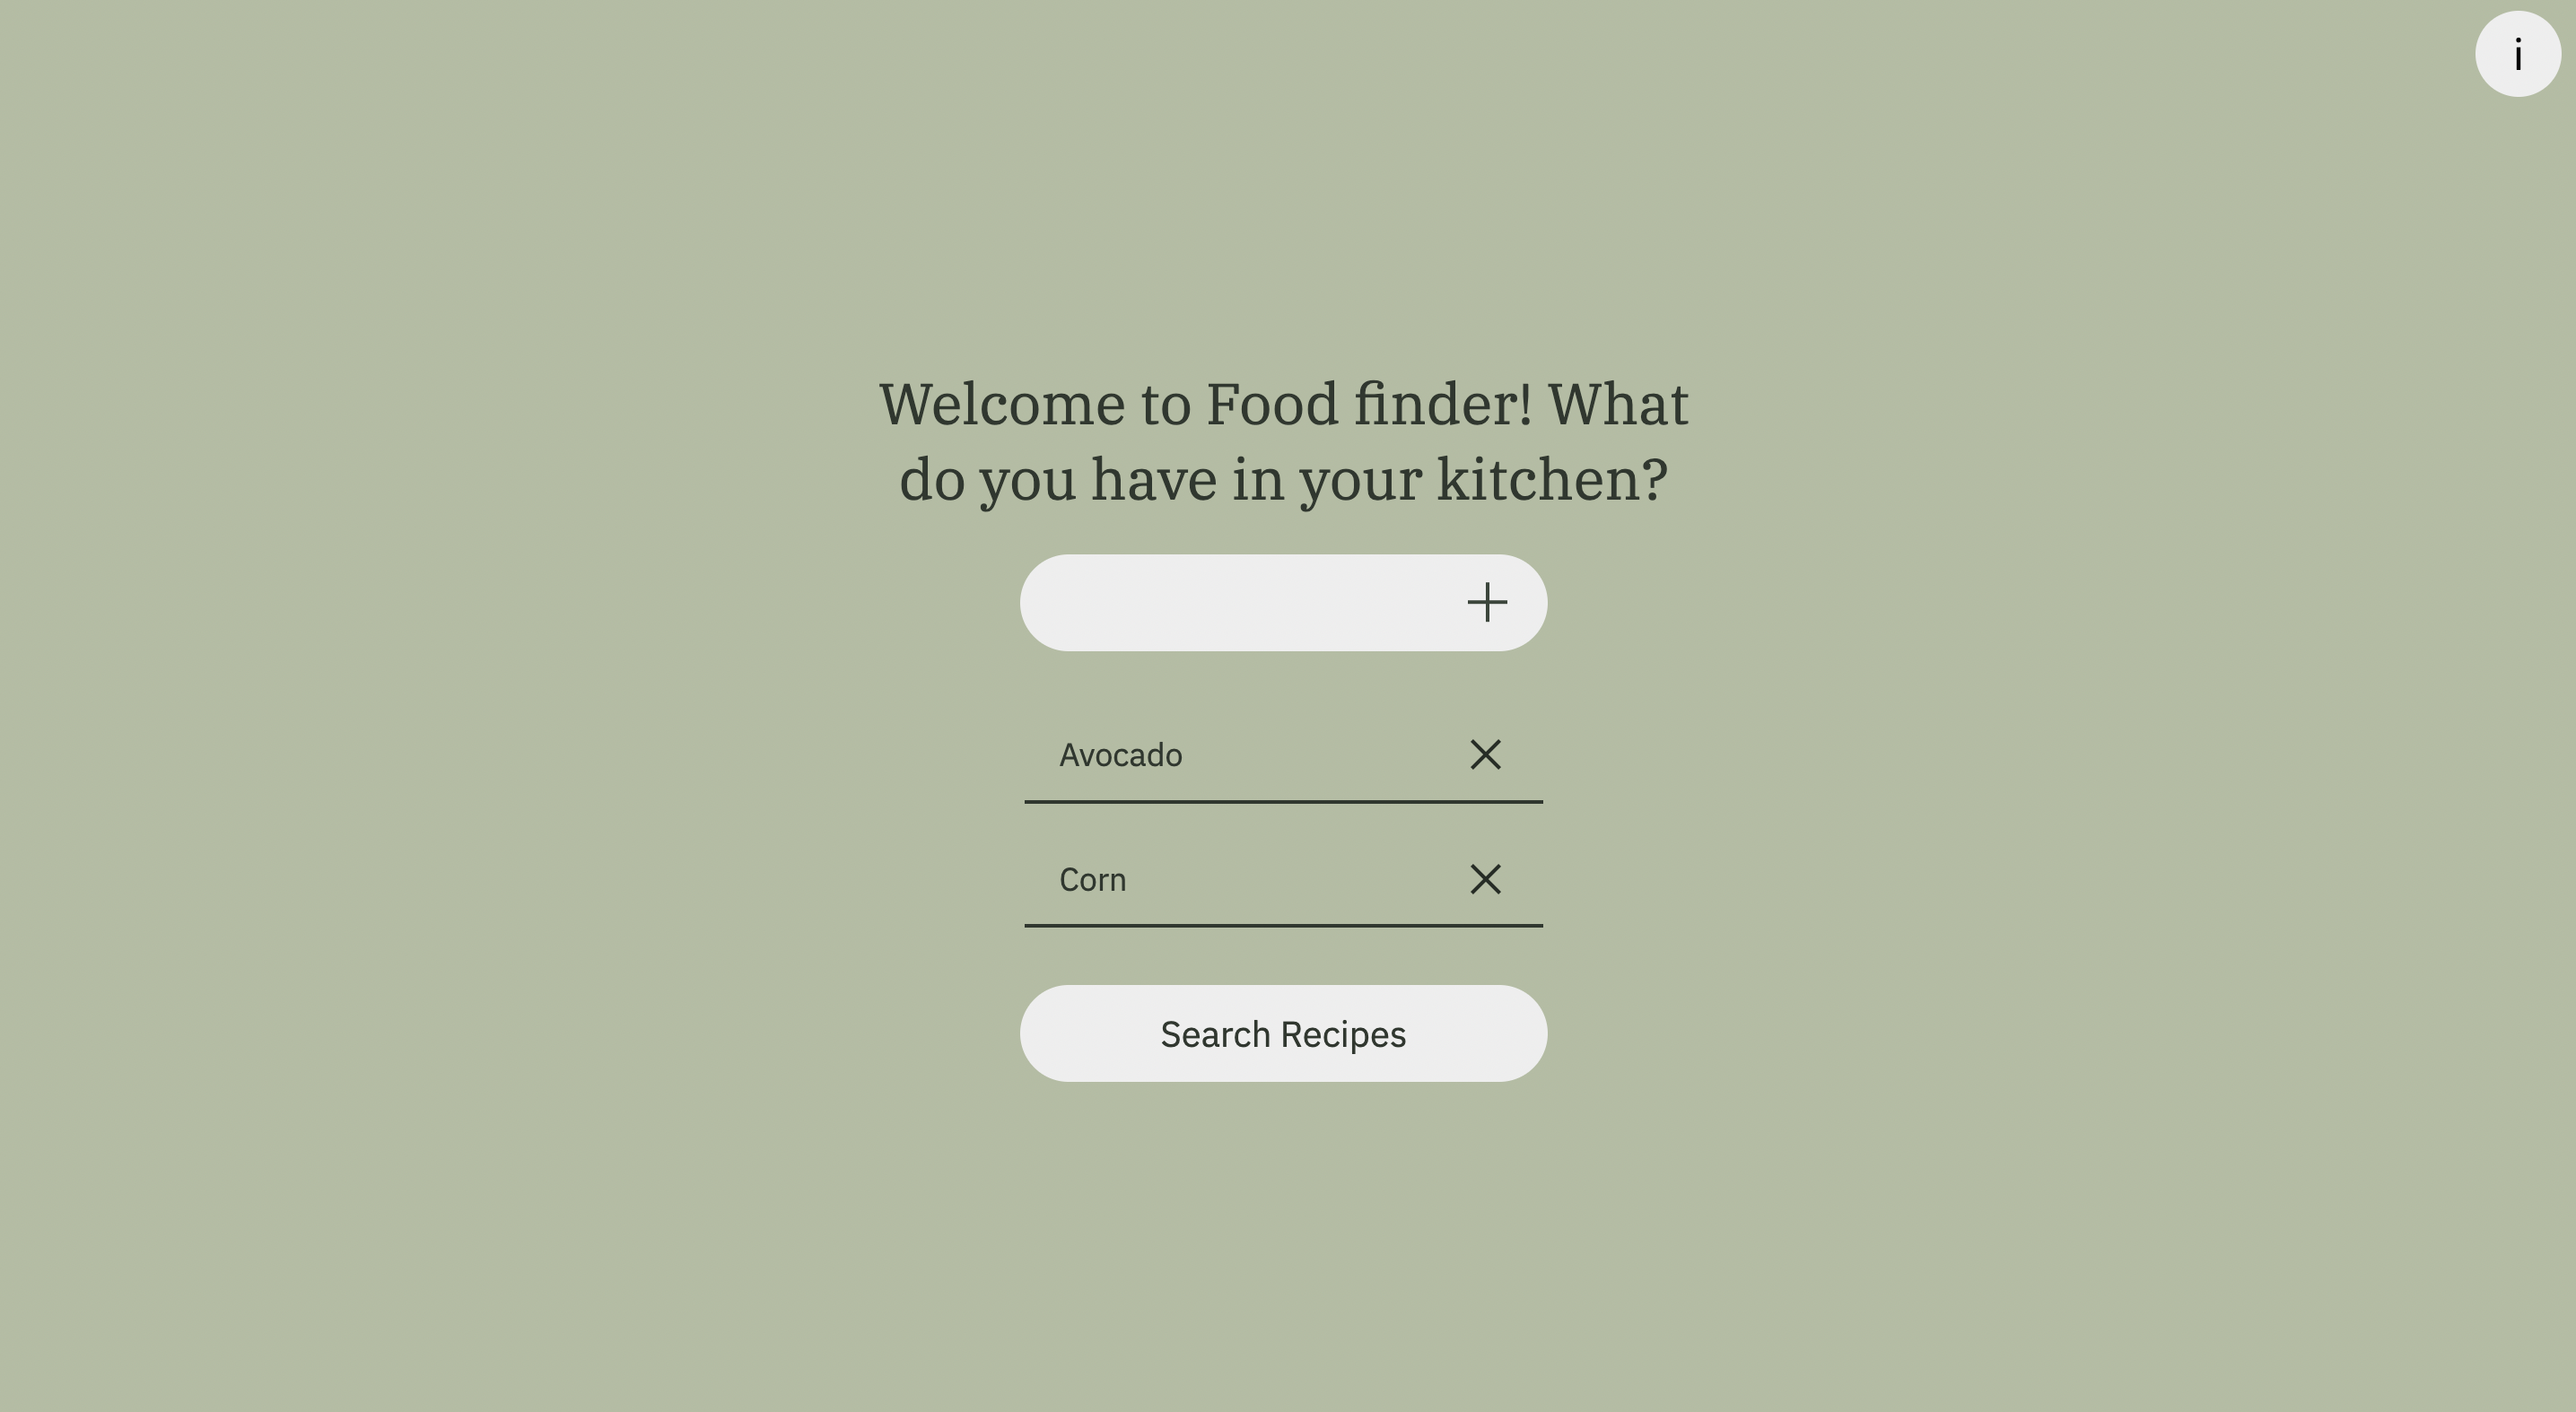 i
Welcome to Food finder! What
do you have in your kitchen?
Avocado
Corn
Search Recipes